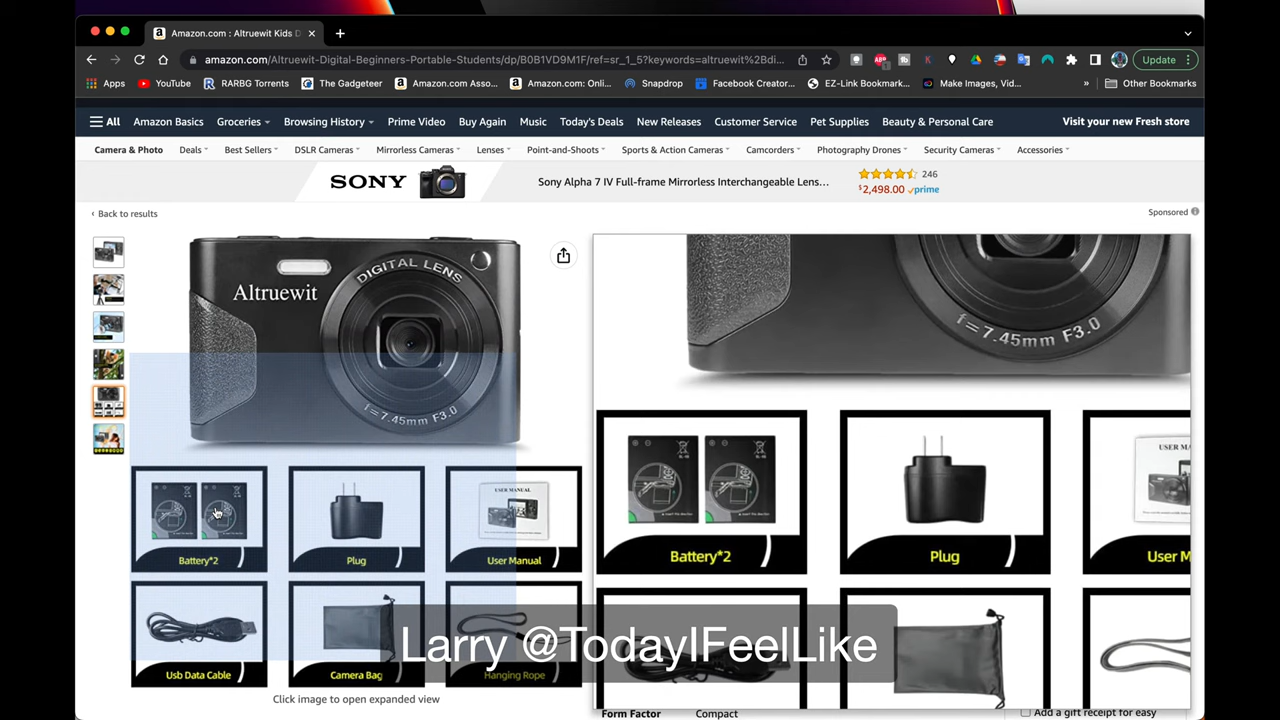 Amazon.com : Altruewit Kids D
amazon.com/Altruewit-Digital-Beginners-Portable-Students/dp/B0B1VD9M1F/ref=sr_1_5?keywords=altruewit%2Bdi...
Update
Apps
YouTube
RARBG Torrents
The Gadgeteer
Amazon.com Asso...
Amazon.com: Onli...
Snapdrop
Facebook Creator...
EZ-Link Bookmark...
Make Images, Vid...
»
Other Bookmarks
All
Amazon Basics
Groceries
Browsing History
Prime Video
Buy Again
Music
Today's Deals
New Releases
Customer Service
Pet Supplies
Beauty & Personal Care
Visit your new Fresh store
Camera & Photo
Deals
Best Sellers
DSLR Cameras
Mirrorless Cameras
Lenses
Point-and-Shoots
Sports & Action Cameras
Camcorders
Photography Drones
Security Cameras
Accessories
SONY
Sony Alpha 7 IV Full-frame Mirrorless Interchangeable Lens...
246
$2,498.00 prime
‹ Back to results
Sponsored
DIGITAL LENS
Altruewit
f=7.45mm F3.0
f=7.45mm F3.0
USER MANUAL
Battery*2
Plug
User Manual
USER MANUAL
Battery*2
Plug
User M
Usb Data Cable
Camera Bag
Hanging Rope
Larry @TodayIFeelLike
Click image to open expanded view
Form Factor
Compact
Add a gift receipt for easy